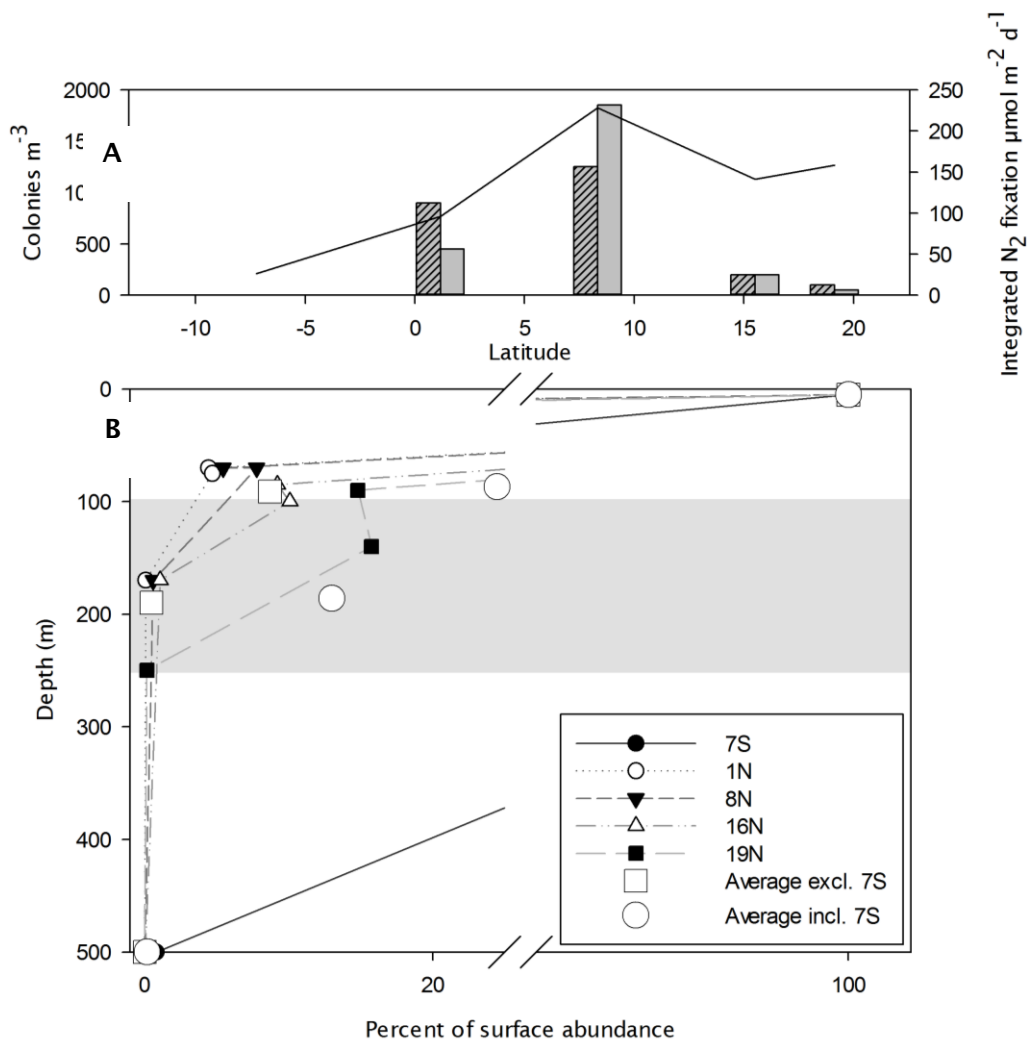 2000
15
A
10
500
0
Colonies m-3
250
200
150
100
50
0
Integrated N2 fixation µmol m-2 d-1
-10 -5 0 5 10 15 20
Latitude
0
B
100
200
300
400
500
Depth (m)
7S
1N
8N
16N
19N
Average excl. 7S
Average incl. 7S
0 20 100
Percent of surface abundance